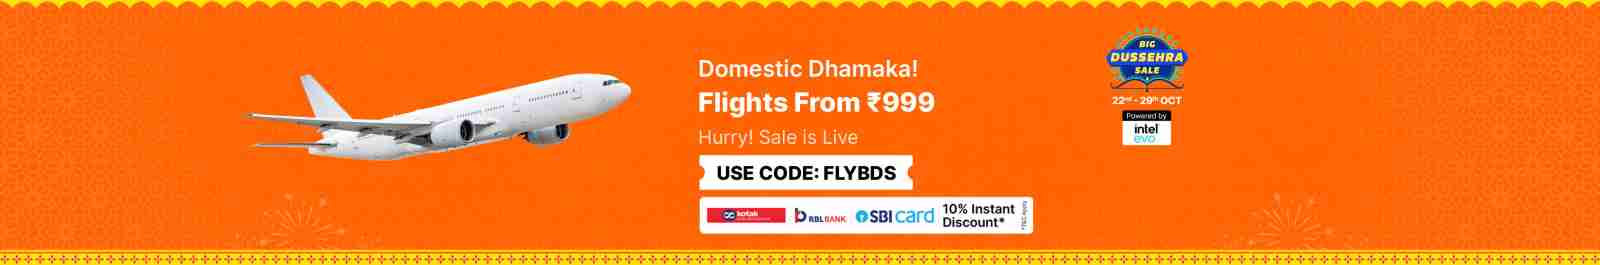 Domestic Dhamaka!
Flights From ₹999
Hurry! Sale is Live
USE CODE: FLYBDS
kotak
RBL BANK
SBI card
10% Instant
Discount*
*T&C Apply
BIG
DUSSEHRA
SALE
22nd - 29th OCT
Powered by
intel
evo